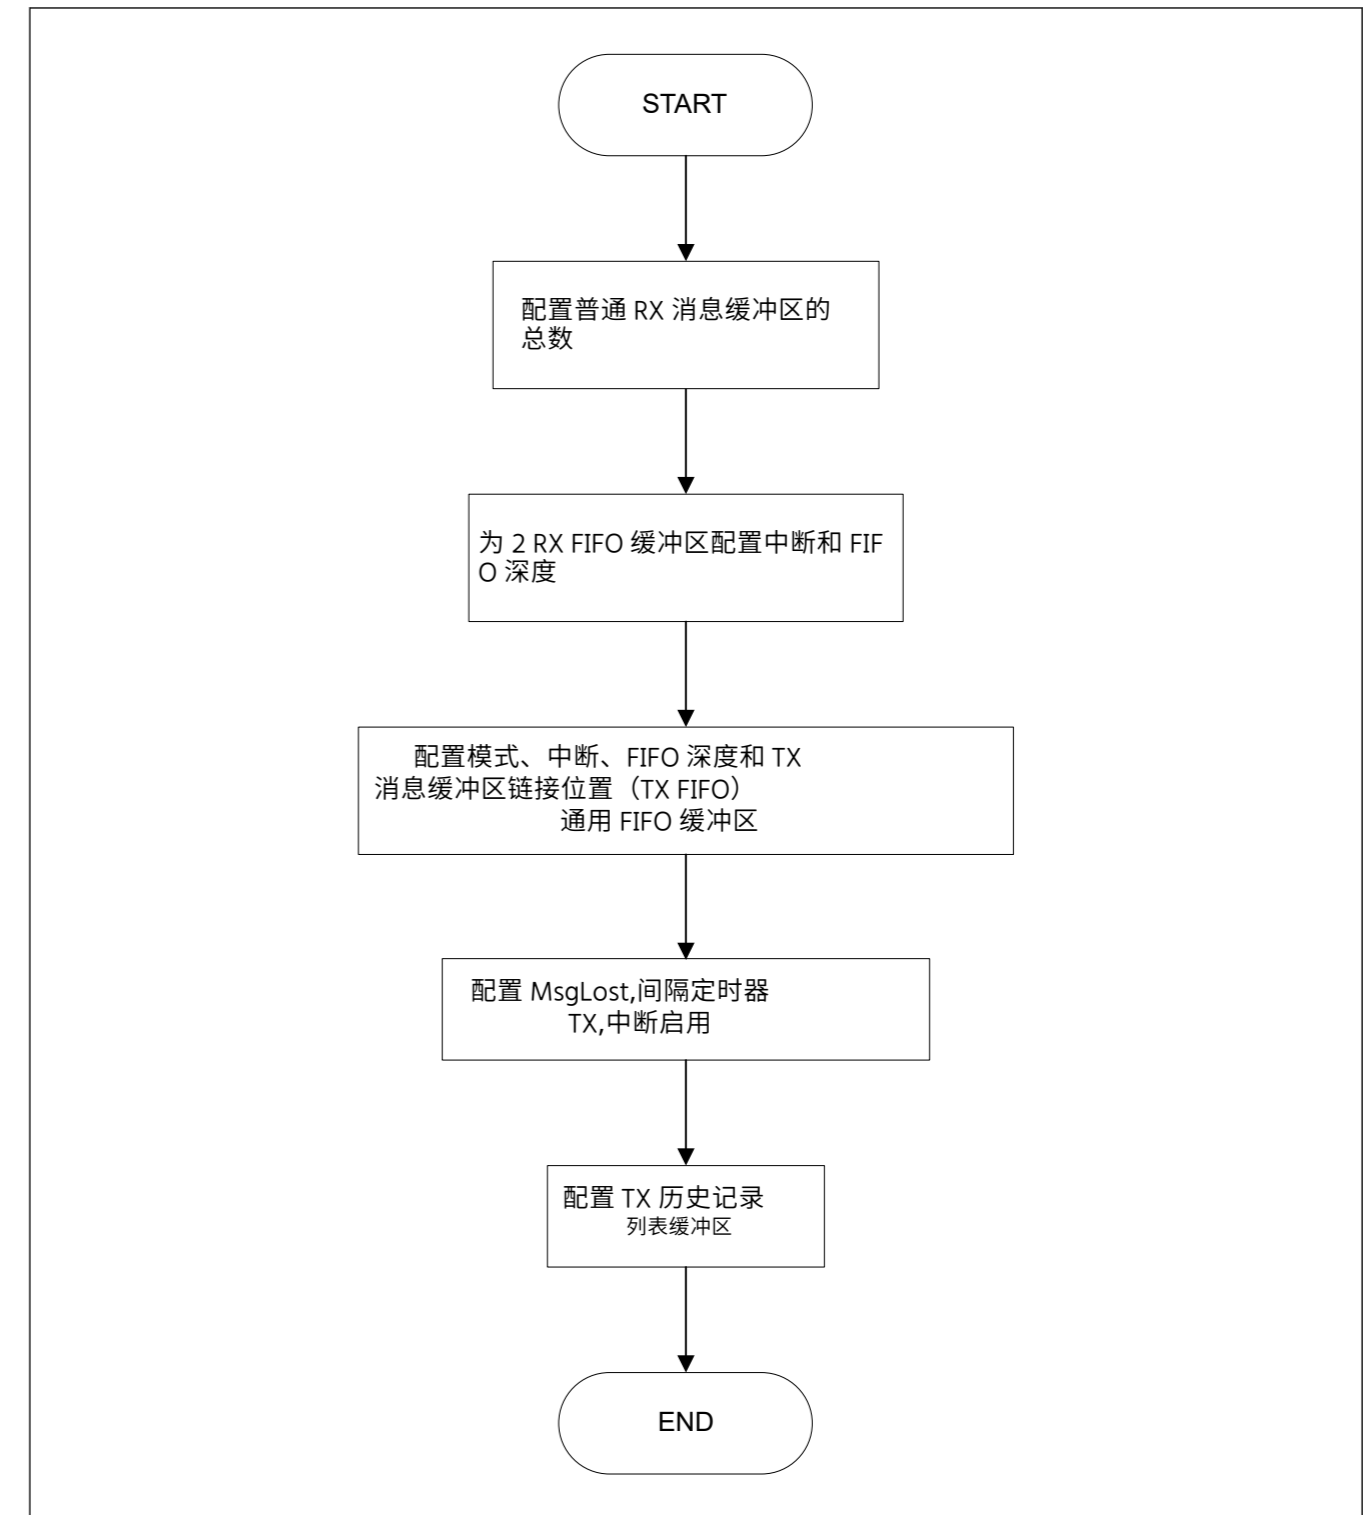 START
配置普通 RX 消息缓冲区的
总数
为 2 RX FIFO 缓冲区配置中断和 FIF
O 深度
配置模式、中断、FIFO 深度和 TX
消息缓冲区链接位置（TX FIFO）
通用 FIFO 缓冲区
配置 MsgLost,间隔定时器
TX,中断启用
配置 TX 历史记录
列表缓冲区
END